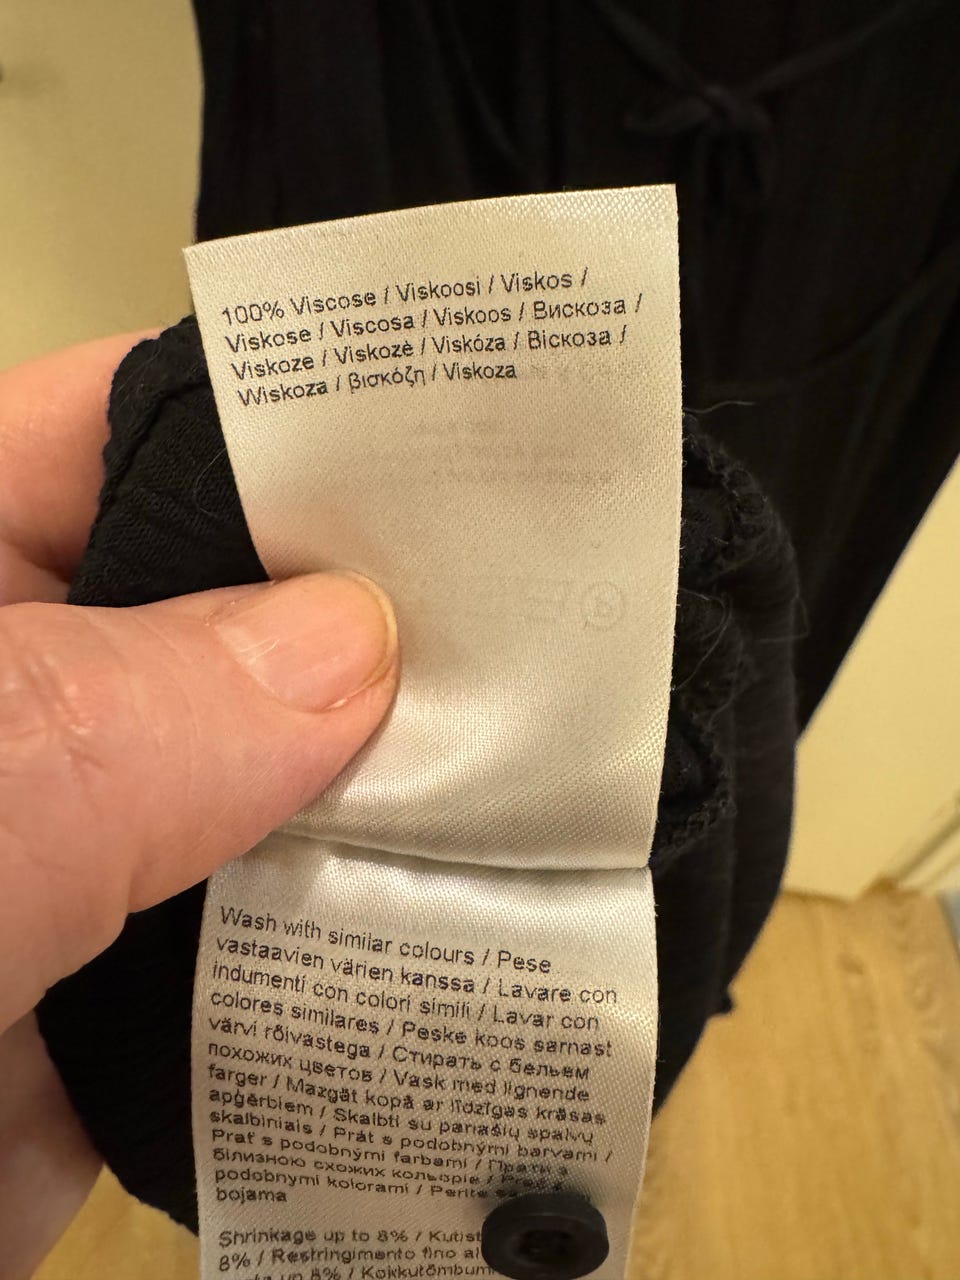 100% Viscose / Viskoosi / Viskos /
Viskose / Viscosa / Viskoos / Вискоза /
Viskoze / Viskozė / Viskóza / Віскоза /
Wiskoza / βισκόζη / Viskoza
Wash with similar colours / Pese
vastaavien värien kanssa / Lavare con
indumenti con colori simili / Lavar con
colores similares / Peske koos sarnast
värvi rõivastega / Стирать с бельем
похожих цветов / Vask med lignende
farger / Mazgāt kopā ar līdzīgas krāsas
apģērbiem / Skalbti su panašių spalvų
skalbiniais / Prát s podobnými barvami /
Prať s podobnými farbami / Прати з
білизною схожих кольорів / Prać z
podobnymi kolorami / Perite
bojama
Shrinkage up to 8% / Kutist
8% / Restringimento fino al
up 8% / Kokkutõmbum